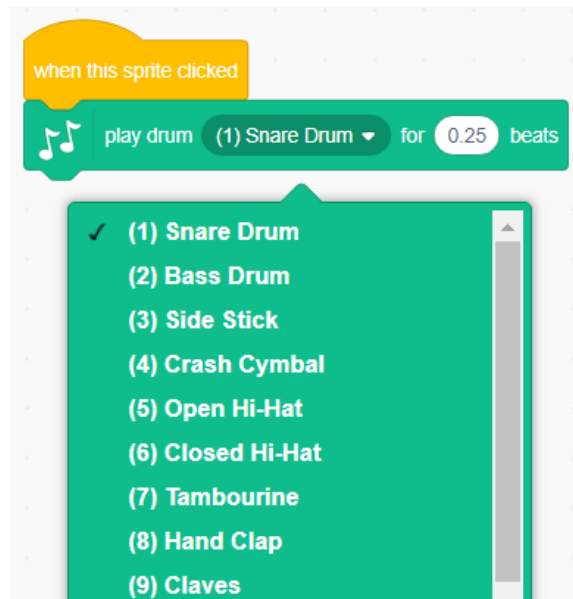 when this sprite clicked
play drum (1) Snare Drum for 0.25 beats
(1) Snare Drum
(2) Bass Drum
(3) Side Stick
(4) Crash Cymbal
(5) Open Hi-Hat
(6) Closed Hi-Hat
(7) Tambourine
(8) Hand Clap
(9) Claves